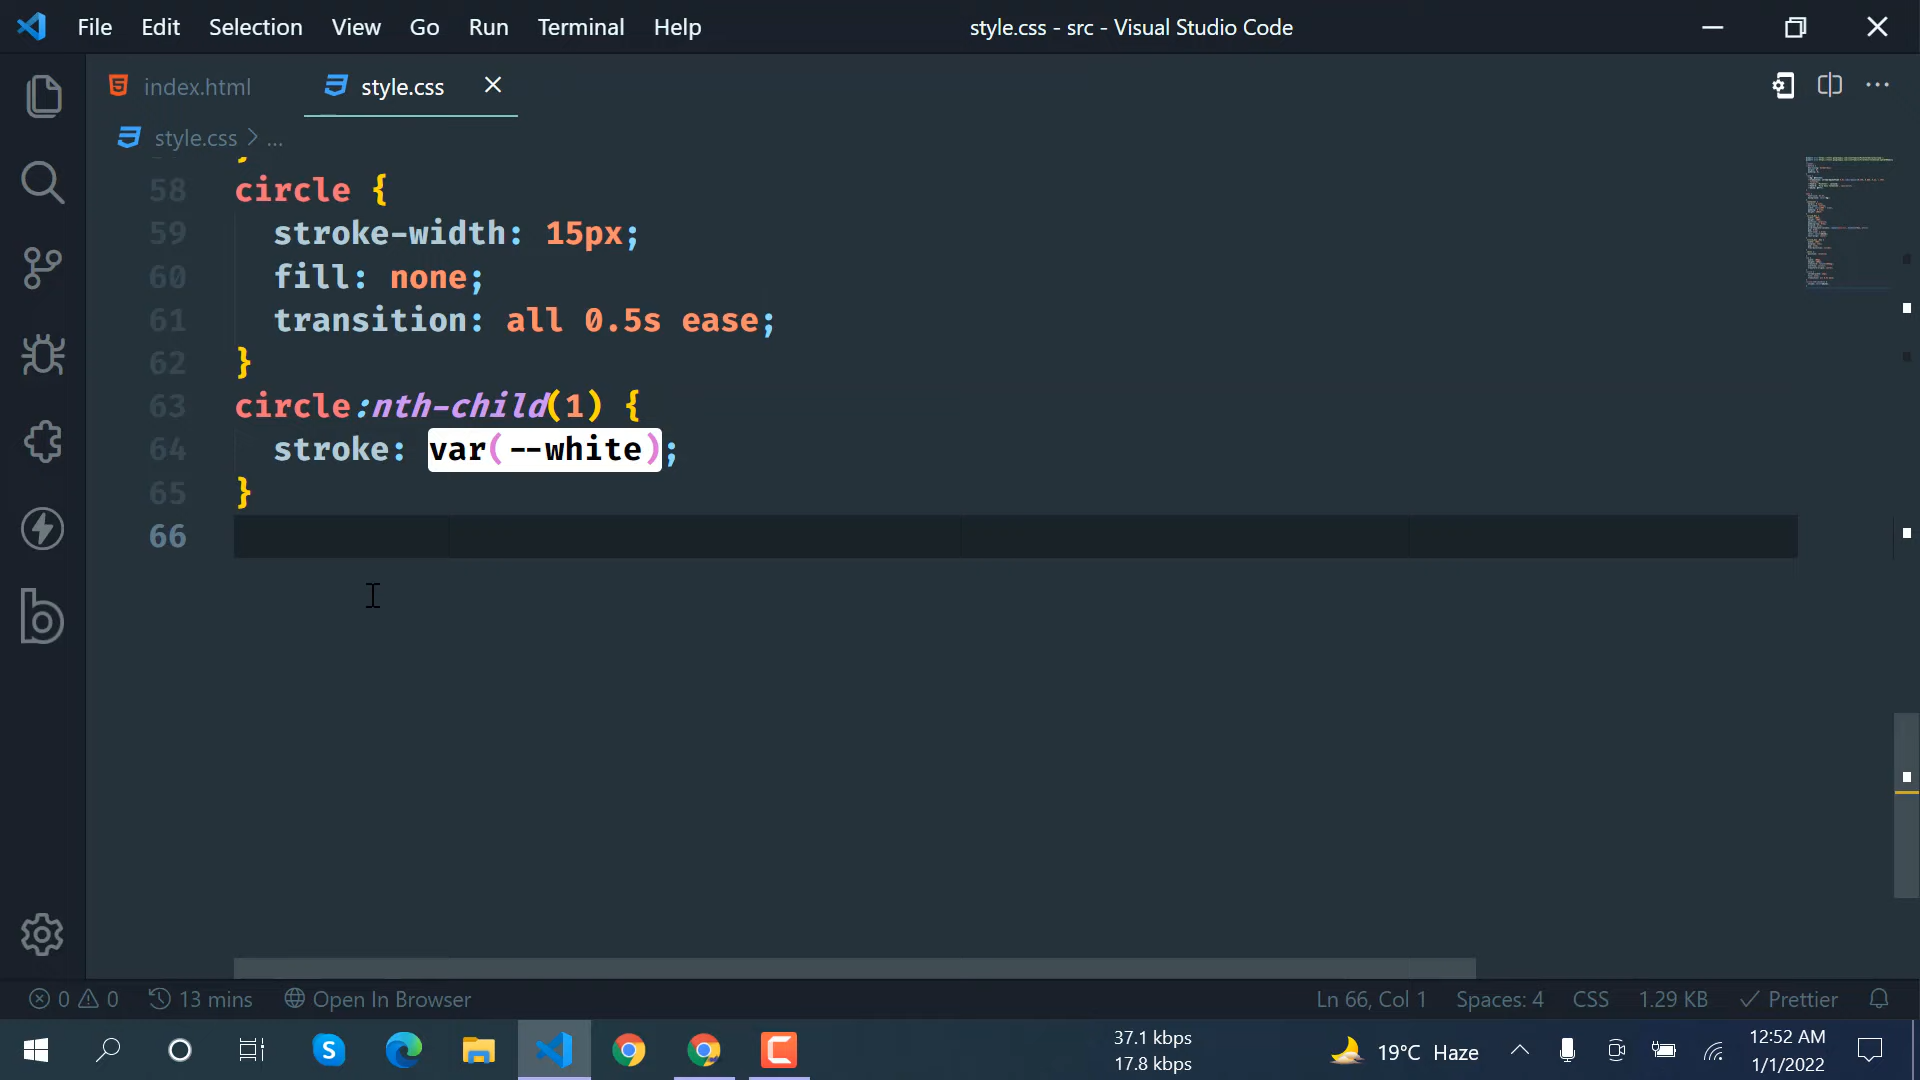 File Edit Selection View Go Run Terminal Help
style.css - src - Visual Studio Code
index.html
style.css
style.css > ...
58 circle {
59 stroke-width: 15px;
60 fill: none;
61 transition: all 0.5s ease;
62 }
63 circle:nth-child(1) {
64 stroke: var(--white);
65 }
66
0 0 13 mins Open In Browser
Ln 66, Col 1 Spaces: 4 CSS 1.29 KB Prettier
37.1 kbps
17.8 kbps
19°C Haze
12:52 AM
1/1/2022